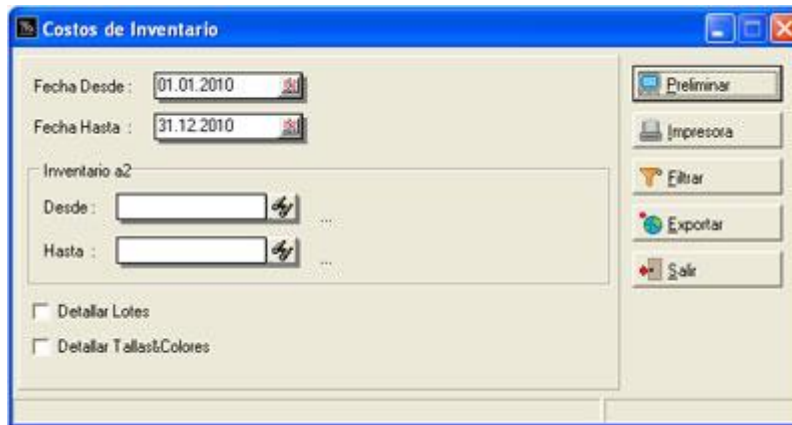 Costos de Inventario
Fecha Desde : 01.01.2010
Fecha Hasta : 31.12.2010
Inventario a2
Desde : ...
Hasta : ...
Detallar Lotes
Detallar Tallas&Colores
Preliminar
Impresora
Filtrar
Exportar
Salir